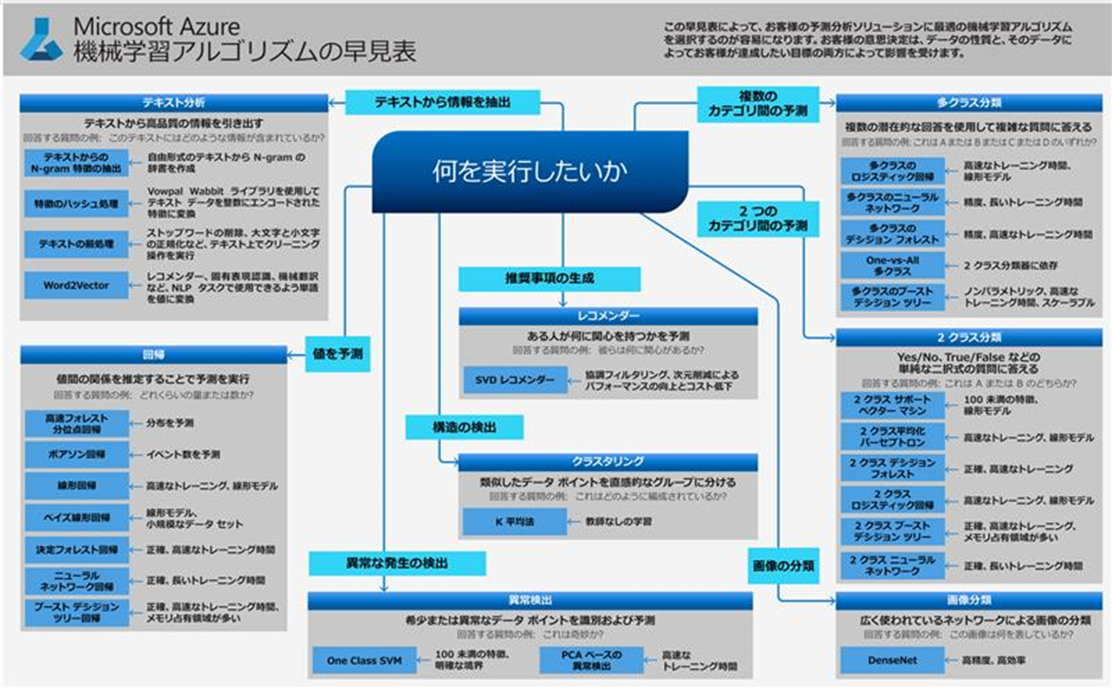 Microsoft Azure
機械学習アルゴリズムの早見表
この早見表によって、お客様の予測分析ソリューションに最適の機械学習アルゴリズム
を選択するのが容易になります。お客様の意思決定は、データの性質と、そのデータに
よってお客様が達成したい目標の両方によって影響を受けます。
何を実行したいか
テキストから情報を抽出
テキスト分析
テキストから高品質の情報を引き出す
回答する質問の例: このテキストにはどのような情報が含まれているか?
テキストからの
N-gram 特徴の抽出
自由形式のテキストから N-gram の
辞書を作成
特徴のハッシュ処理
Vowpal Wabbit ライブラリを使用して
テキスト データを整数にエンコードされた
特徴に変換
テキストの前処理
ストップワードの削除、大文字と小文字
の正規化など、テキスト上でクリーニング
操作を実行
Word2Vector
レコメンダー、固有表現認識、機械翻訳
など、NLP タスクで使用できるよう単語
を値に変換
値を予測
回帰
値間の関係を推定することで予測を実行
回答する質問の例: どれくらいの量または数か?
高速フォレスト
分位点回帰
分布を予測
ポアソン回帰
イベント数を予測
線形回帰
高速なトレーニング、線形モデル
ベイズ線形回帰
線形モデル、
小規模なデータ セット
決定フォレスト回帰
正確、高速なトレーニング時間
ニューラル
ネットワーク回帰
正確、長いトレーニング時間
ブースト デシジョン
ツリー回帰
正確、高速なトレーニング時間、
メモリ占有領域が多い
推奨事項の生成
レコメンダー
ある人が何に関心を持つかを予測
回答する質問の例: 彼らは何に関心があるか?
SVD レコメンダー
協調フィルタリング、次元削減による
パフォーマンスの向上とコスト低下
構造の検出
クラスタリング
類似したデータ ポイントを直感的なグループに分ける
回答する質問の例: これはどのように編成されているか?
K 平均法
教師なしの学習
異常な発生の検出
異常検出
希少または異常なデータ ポイントを識別および予測
回答する質問の例: これは奇妙か?
One Class SVM
100 未満の特徴、
明確な境界
PCA ベースの
異常検出
高速な
トレーニング時間
複数の
カテゴリ間の予測
多クラス分類
複数の潜在的な回答を使用して複雑な質問に答える
回答する質問の例: これは A または B または C または D のいずれか?
多クラスの
ロジスティック回帰
高速なトレーニング時間、
線形モデル
多クラスのニューラル
ネットワーク
精度、長いトレーニング時間
多クラスの
デシジョン フォレスト
精度、高速なトレーニング時間
One-vs-All
多クラス
2 クラス分類器に依存
多クラスのブースト
デシジョン ツリー
ノンパラメトリック、高速な
トレーニング時間、スケーラブル
2 つの
カテゴリ間の予測
2 クラス分類
Yes/No、True/False などの
単純な二択式の質問に答える
回答する質問の例: これは A または B のどちらか?
2 クラス サポート
ベクター マシン
100 未満の特徴、
線形モデル
2 クラス平均化
パーセプトロン
高速なトレーニング、線形モデル
2 クラス デシジョン
フォレスト
正確、高速なトレーニング
2 クラス
ロジスティック回帰
高速なトレーニング、線形モデル
2 クラス ブースト
デシジョン ツリー
正確、高速なトレーニング、
メモリ占有領域が多い
2 クラス ニューラル
ネットワーク
正確、長いトレーニング時間
画像の分類
画像分類
広く使われているネットワークによる画像の分類
回答する質問の例: この画像は何を表しているか?
DenseNet
高精度、高効率